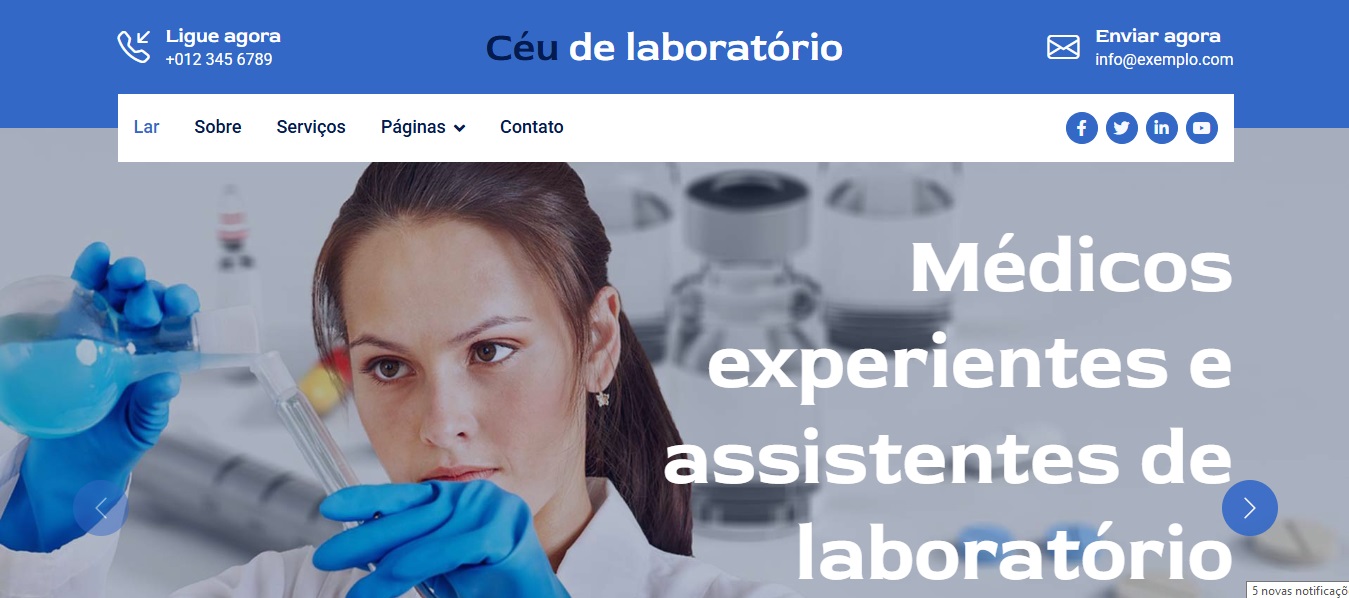 Ligue agora
+012 345 6789
Céu de laboratório
Enviar agora
info@exemplo.com
Lar Sobre Serviços Páginas Contato
Médicos
experientes e
assistentes de
laboratório
5 novas notificaçõ